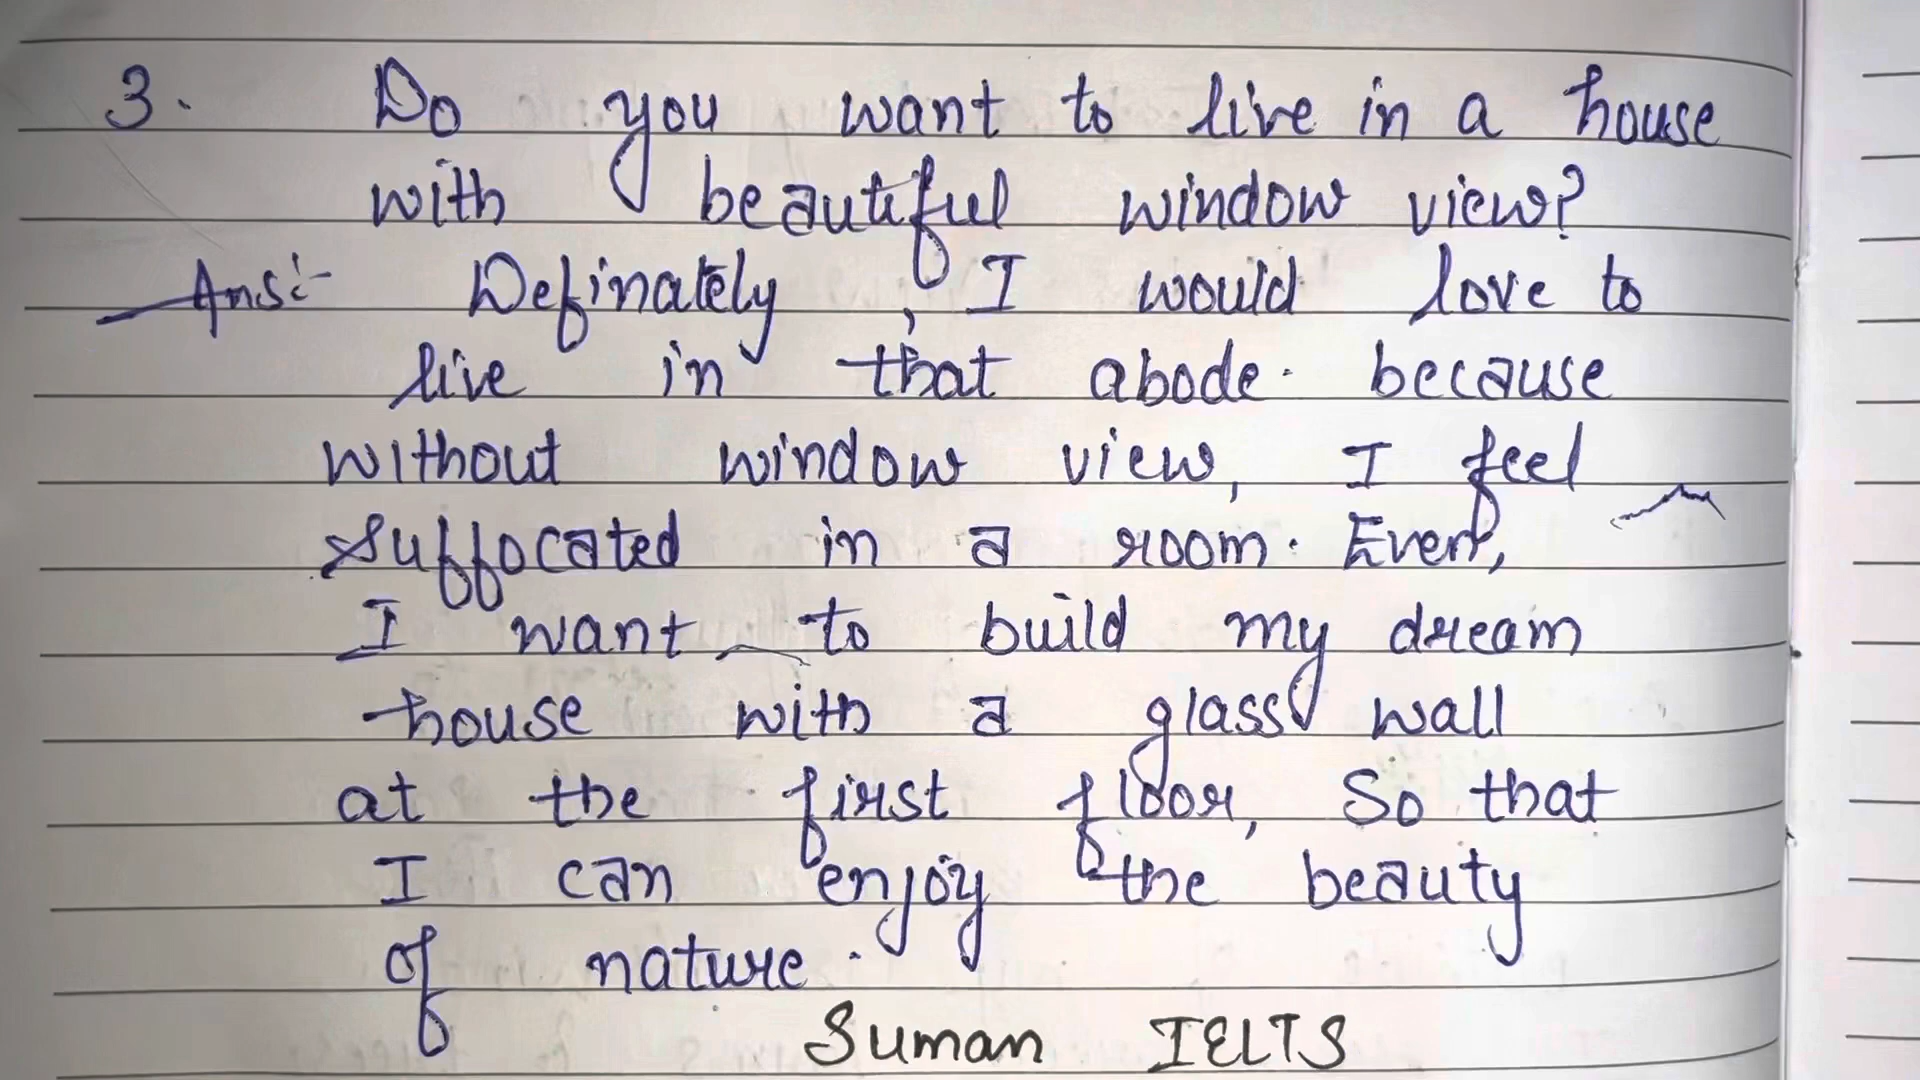 3. Do you want to live in a house
with beautiful window view?
Ans:- Definately, I would love to
live in that abode. because
without window view, I feel
suffocated in a room. Even,
I want to build my dream
house with a glass wall
at the first floor, So that
I can enjoy the beauty
of nature.
Suman IELTS